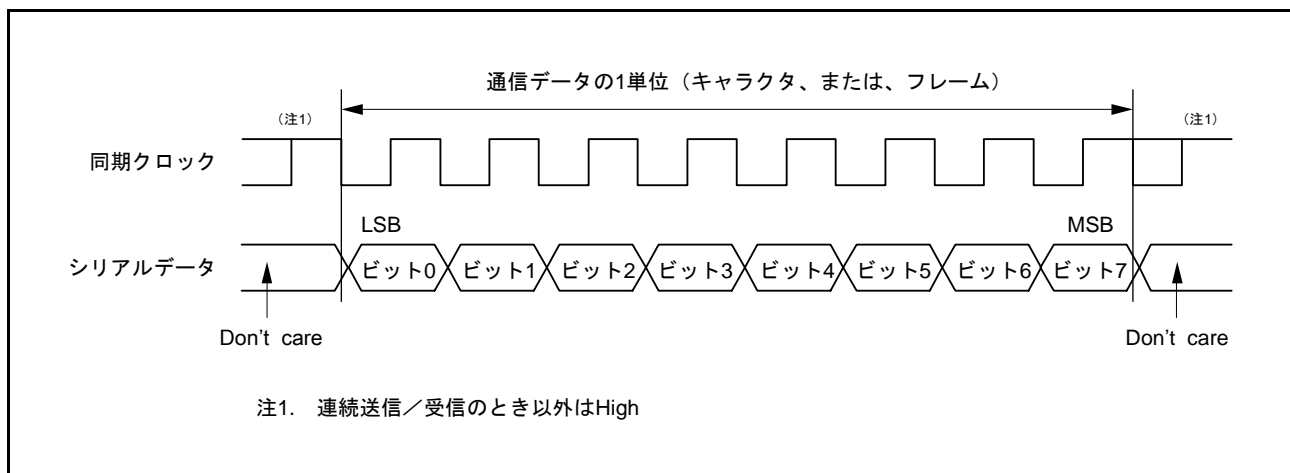 通信データの1単位（キャラクタ、または、フレーム）
（注1）
（注1）
同期クロック
LSB
MSB
シリアルデータ
ビット0
ビット1
ビット2
ビット3
ビット4
ビット5
ビット6
ビット7
Don't care
Don't care
注1. 連続送信／受信のとき以外はHigh